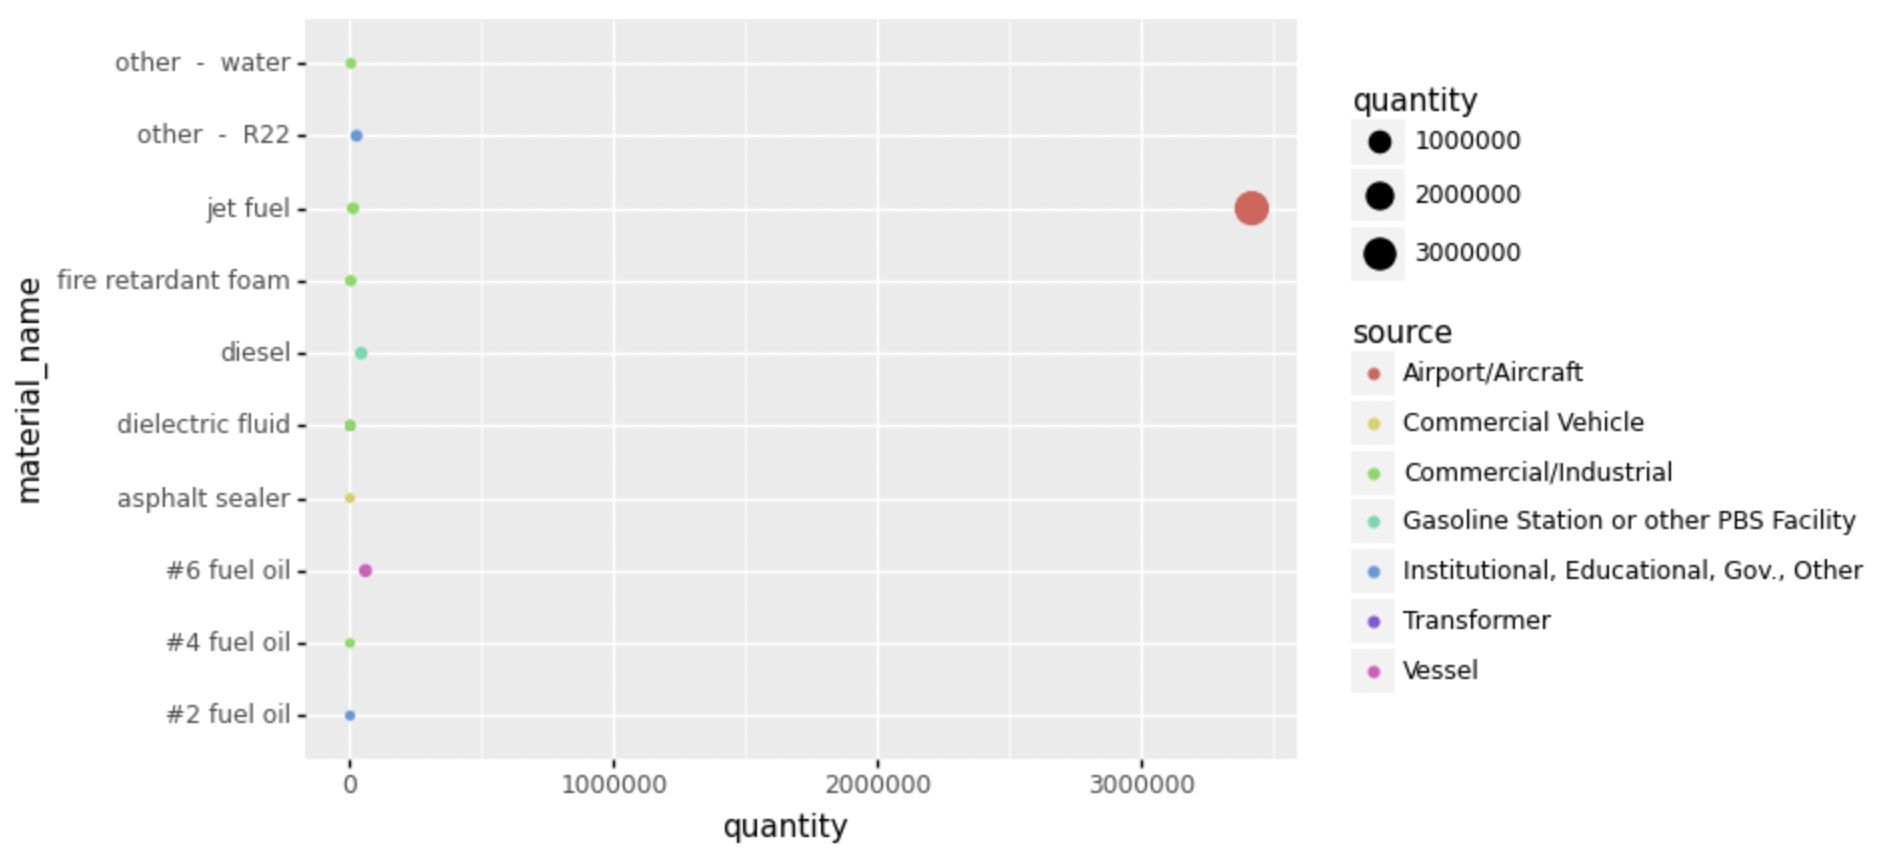 other - water
other - R22
jet fuel
fire retardant foam
diesel
dielectric fluid
asphalt sealer
#6 fuel oil
#4 fuel oil
#2 fuel oil
material_name
0 1000000 2000000 3000000
quantity
quantity
1000000
2000000
3000000
source
Airport/Aircraft
Commercial Vehicle
Commercial/Industrial
Gasoline Station or other PBS Facility
Institutional, Educational, Gov., Other
Transformer
Vessel